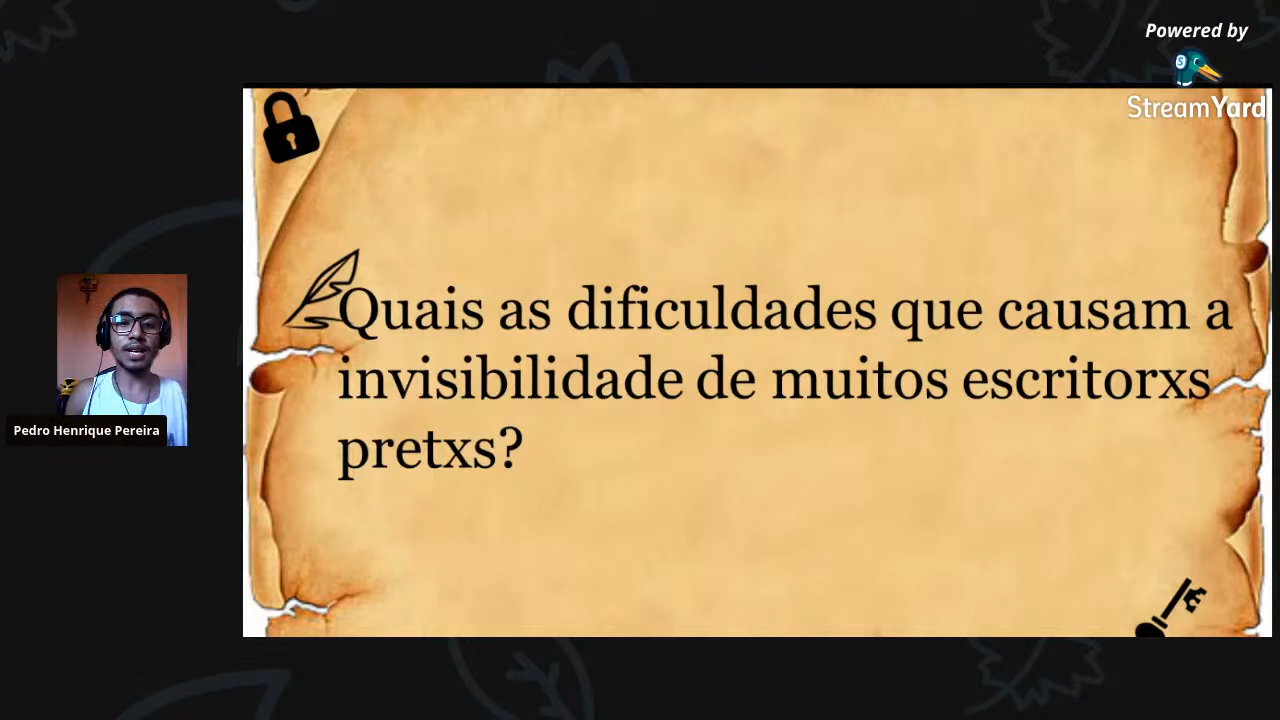 Powered by
StreamYard
Quais as dificuldades que causam a
invisibilidade de muitos escritorxs
pretxs?
Pedro Henrique Pereira